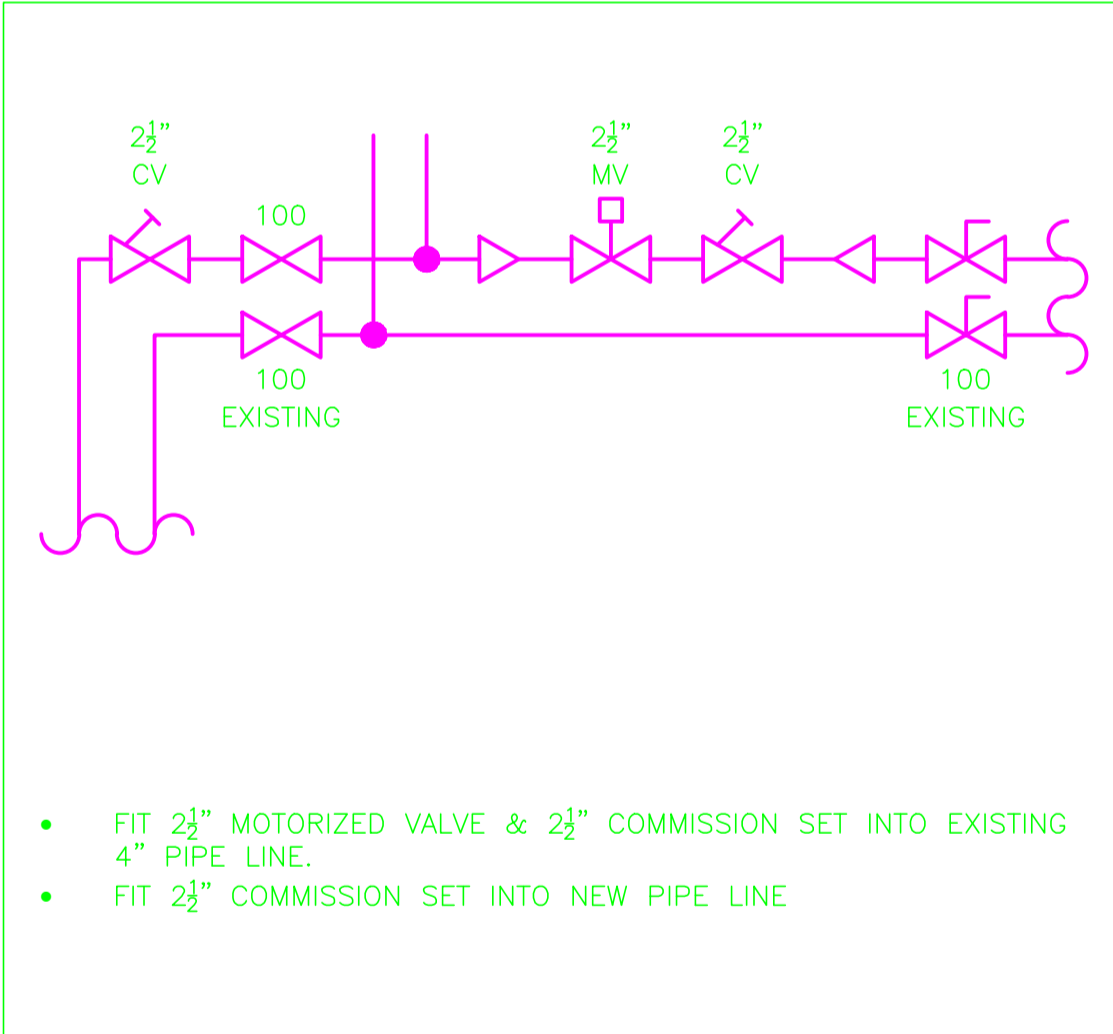 2½"
CV
100
2½"
MV
2½"
CV
100
EXISTING
100
EXISTING
• FIT 2½" MOTORIZED VALVE & 2½" COMMISSION SET INTO EXISTING
4" PIPE LINE.
• FIT 2½" COMMISSION SET INTO NEW PIPE LINE